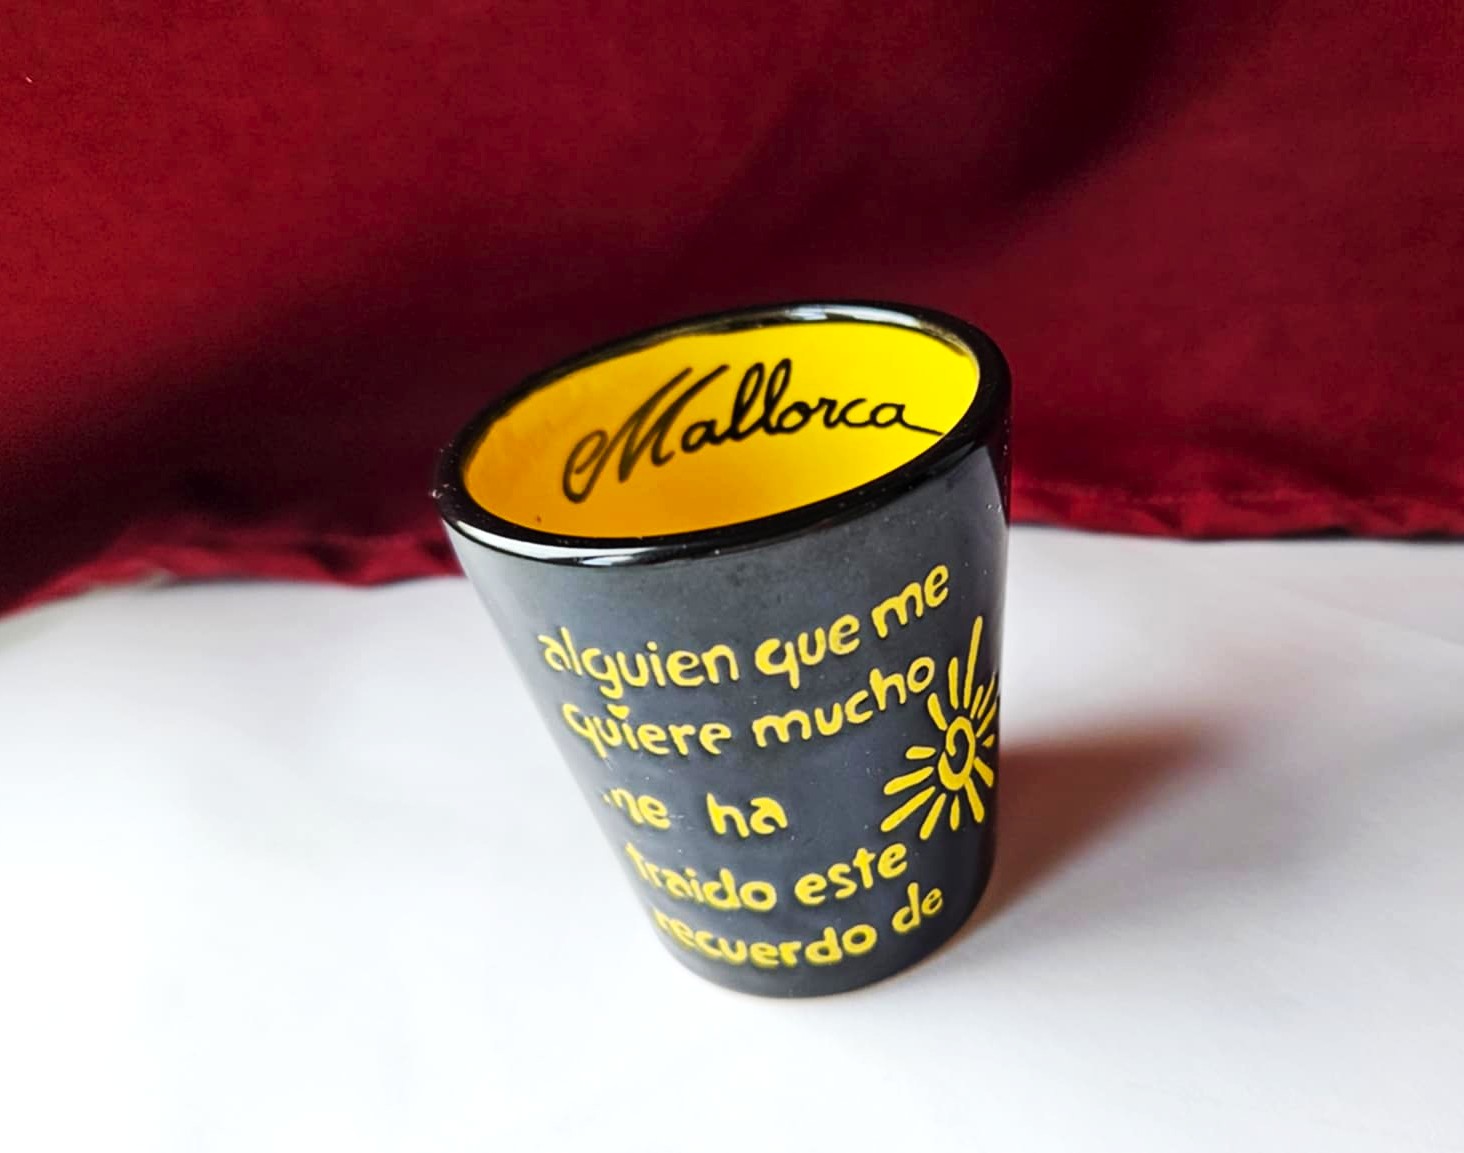 Mallorca
alguien que me
quiere mucho
me ha
traido este
recuerdo de